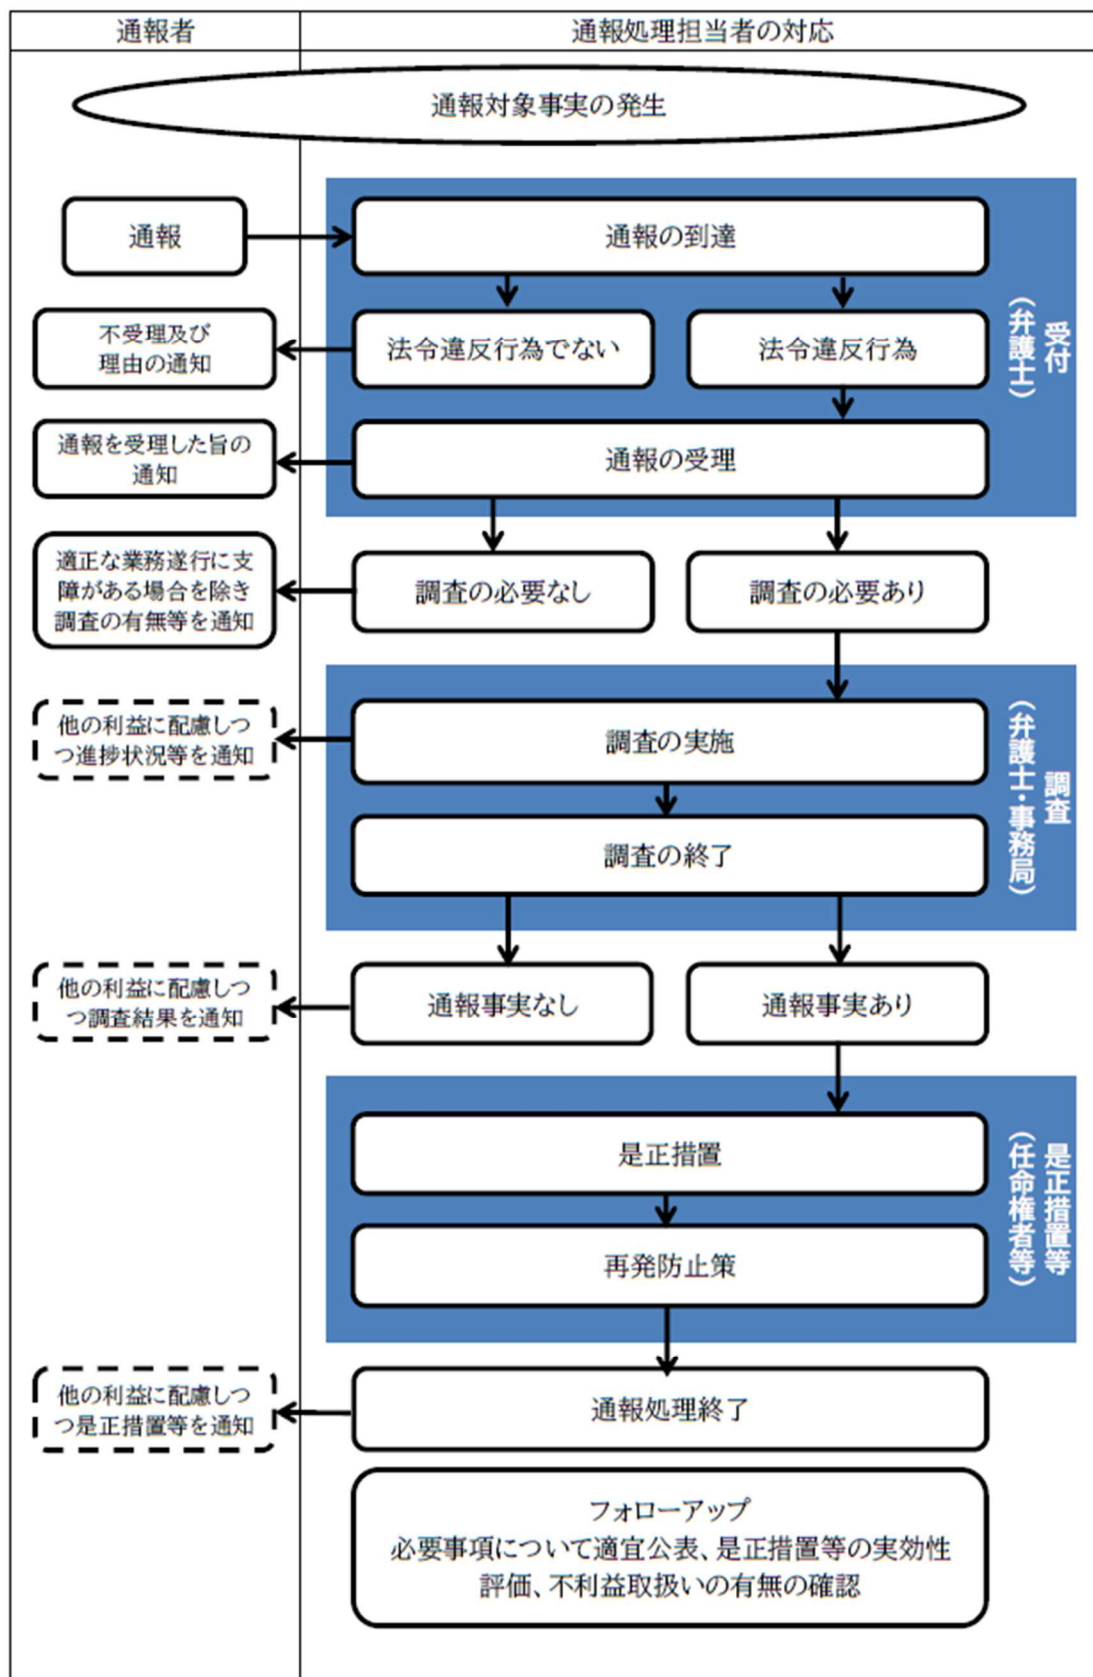 通報者
通報処理担当者の対応
通報対象事実の発生
通報
通報の到達
受付
（弁護士）
不受理及び
理由の通知
法令違反行為でない
法令違反行為
通報を受理した旨の
通知
通報の受理
適正な業務遂行に支
障がある場合を除き
調査の有無等を通知
調査の必要なし
調査の必要あり
他の利益に配慮しつ
つ進捗状況等を通知
調査の実施
調査
（弁護士・事務局）
調査の終了
他の利益に配慮しつ
つ調査結果を通知
通報事実なし
通報事実あり
是正措置
是正措置等
（任命権者等）
再発防止策
他の利益に配慮しつ
つ是正措置等を通知
通報処理終了
フォローアップ
必要事項について適宜公表、是正措置等の実効性
評価、不利益取扱いの有無の確認